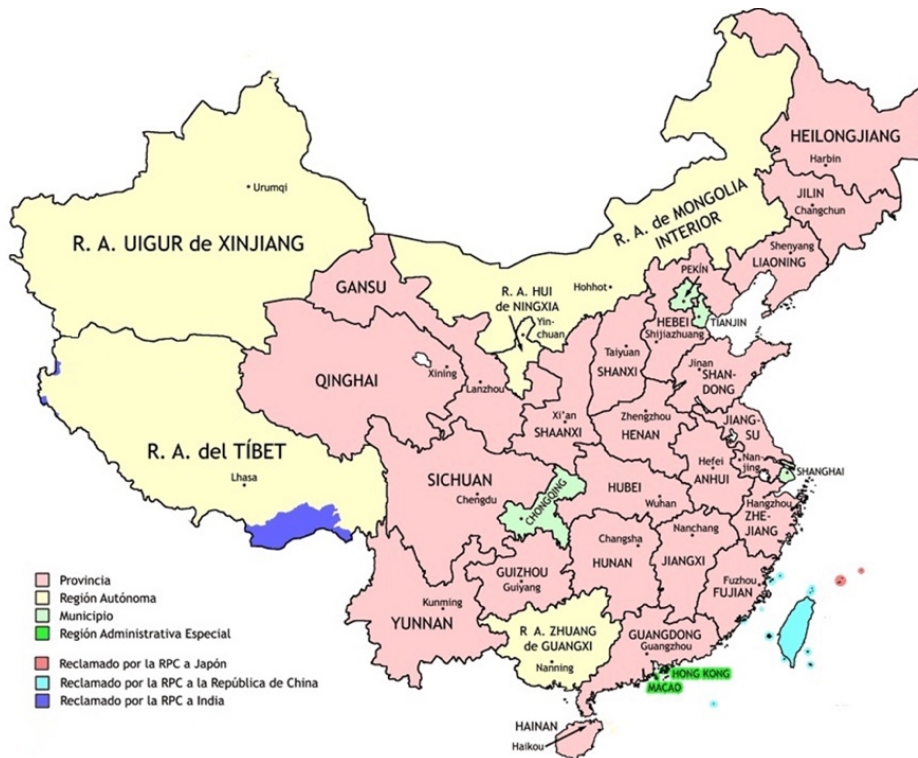 HEILONGJIANG
Harbin
JILIN
Changchun
Urumqi
R. A. UIGUR de XINJIANG
R. A. de MONGOLIA
INTERIOR
Shenyang
LIAONING
PEKÍN
GANSU
R. A. HUI
de NINGXIA
Hohhot
Yin-
chuan
HEBEI
TIANJIN
Shijiazhuang
Taiyuan
SHANXI
Jinan
SHAN-
DONG
QINGHAI
Xining
Lanzhou
Xi'an
SHAANXI
Zhengzhou
HENAN
JIANG-
SU
Nan-
jing
R. A. del TÍBET
Lhasa
SICHUAN
Chengdu
CHONGQING
HUBEI
Wuhan
Hefei
ANHUI
SHANGHAI
Hangzhou
ZHE-
JIANG
Changsha
HUNAN
Nanchang
JIANGXI
GUIZHOU
Guiyang
Fuzhou
FUJIAN
Kunming
YUNNAN
R A. ZHUANG
de GUANGXI
Nanning
GUANGDONG
Guangzhou
HONG KONG
MACAO
HAINAN
Haikou
Provincia
Región Autónoma
Municipio
Región Administrativa Especial
Reclamado por la RPC a Japón
Reclamado por la RPC a la República de China
Reclamado por la RPC a India